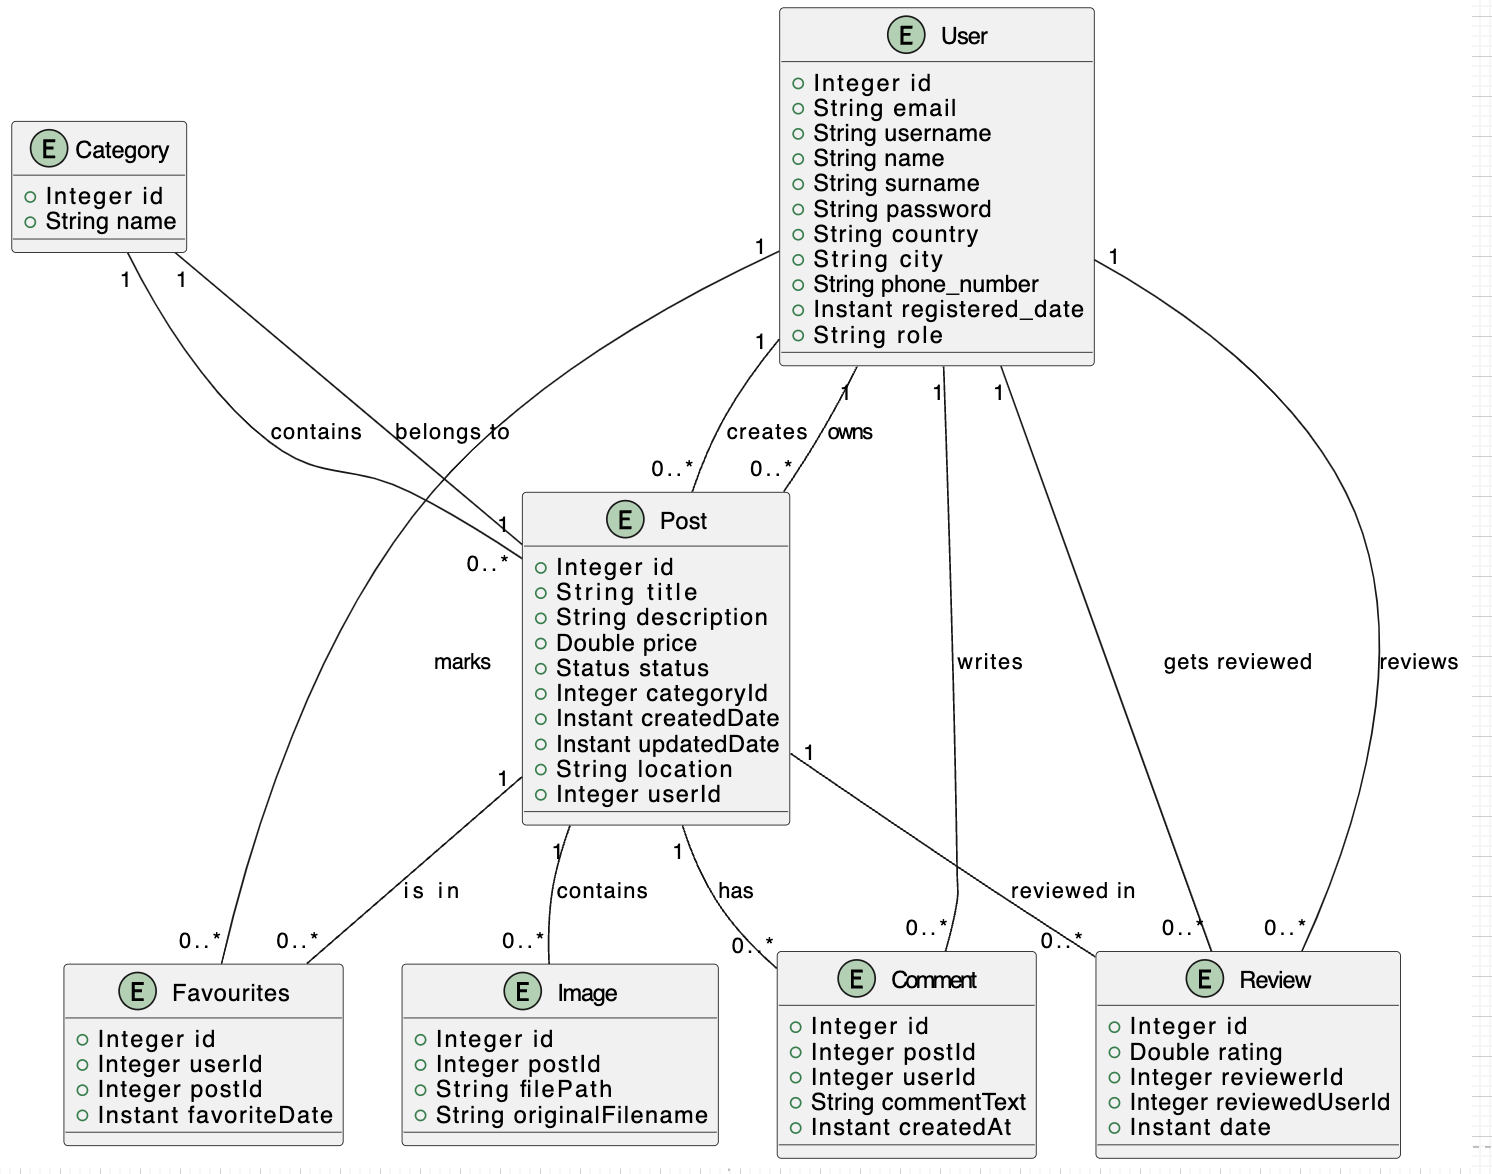 E User
Integer id
String email
String username
String name
String surname
String password
String country
String city
String phone_number
Instant registered_date
String role
E Category
Integer id
String name
1
1
1
1
1
1
1
1
contains
belongs to
creates
owns
0..*
0..*
1
0..*
E Post
Integer id
String title
String description
Double price
Status status
Integer categoryId
Instant createdDate
Instant updatedDate
String location
Integer userId
marks
writes
gets reviewed
reviews
1
1
1
1
is in
contains
has
reviewed in
0..*
0..*
0..*
0..*
0..*
0..*
0..*
0..*
E Favourites
Integer id
Integer userId
Integer postId
Instant favoriteDate
E Image
Integer id
Integer postId
String filePath
String originalFilename
E Comment
Integer id
Integer postId
Integer userId
String commentText
Instant createdAt
E Review
Integer id
Double rating
Integer reviewerId
Integer reviewedUserId
Instant date